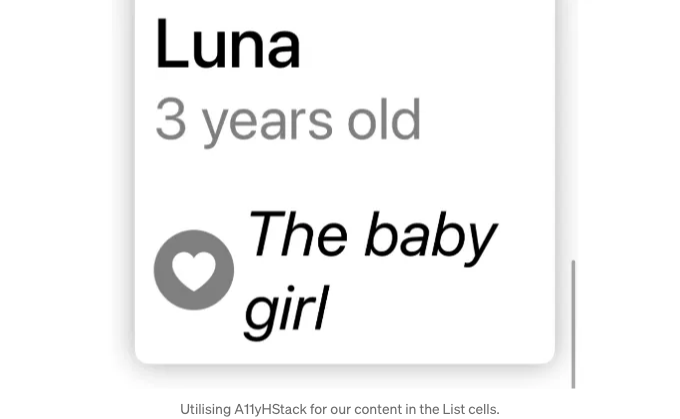 Luna
3 years old
The baby
girl
Utilising A11yHStack for our content in the List cells.